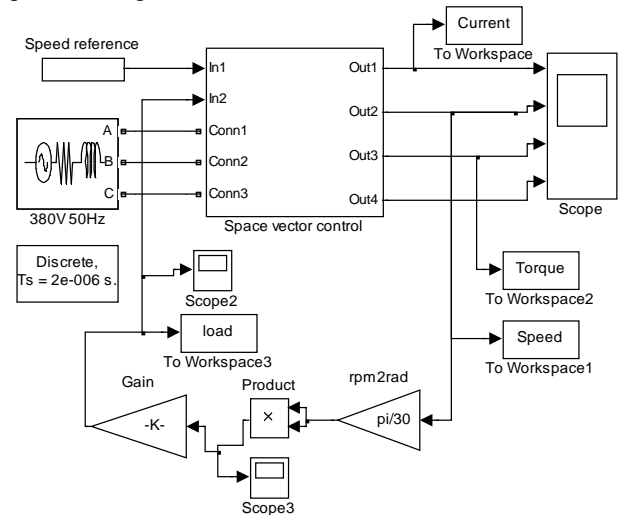 Current
Speed reference
To Workspace
In1
Out1
In2
Out2
A
Conn1
B
Conn2
Out3
C
Conn3
Out4
380V 50Hz
Space vector control
Scope
Discrete,
Ts = 2e-006 s.
Scope2
Torque
To Workspace2
load
To Workspace3
Speed
To Workspace1
Gain
Product
rpm2rad
-K-
×
pi/30
Scope3